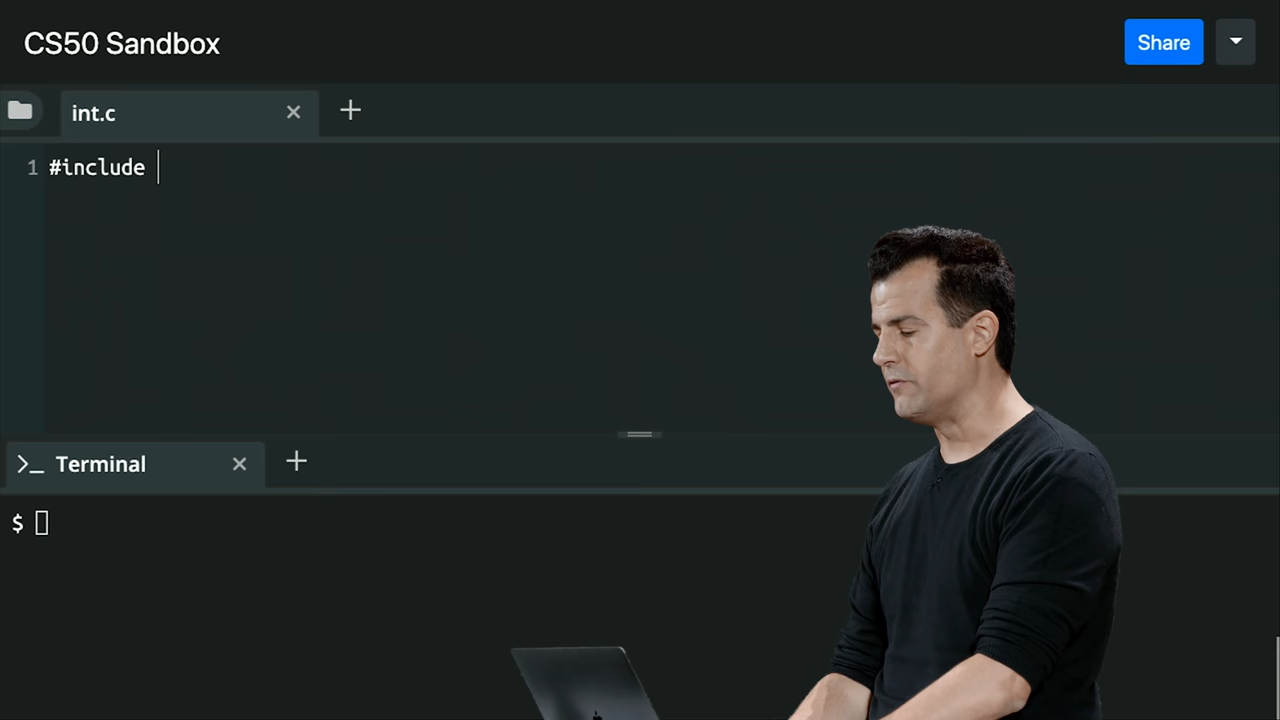 CS50 Sandbox
Share
int.c
1 #include
>_ Terminal
$